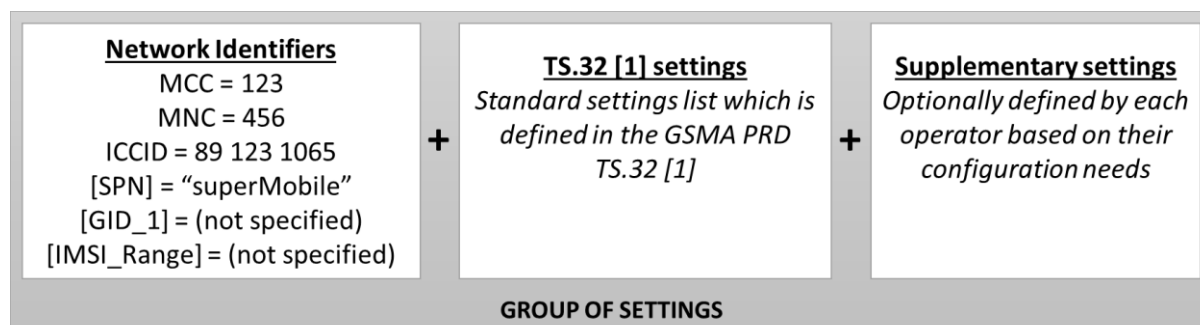 Network Identifiers
MCC = 123
MNC = 456
ICCID = 89 123 1065
[SPN] = “superMobile”
[GID_1] = (not specified)
[IMSI_Range] = (not specified)
+
TS.32 [1] settings
Standard settings list which is
defined in the GSMA PRD
TS.32 [1]
+
Supplementary settings
Optionally defined by each
operator based on their
configuration needs
GROUP OF SETTINGS